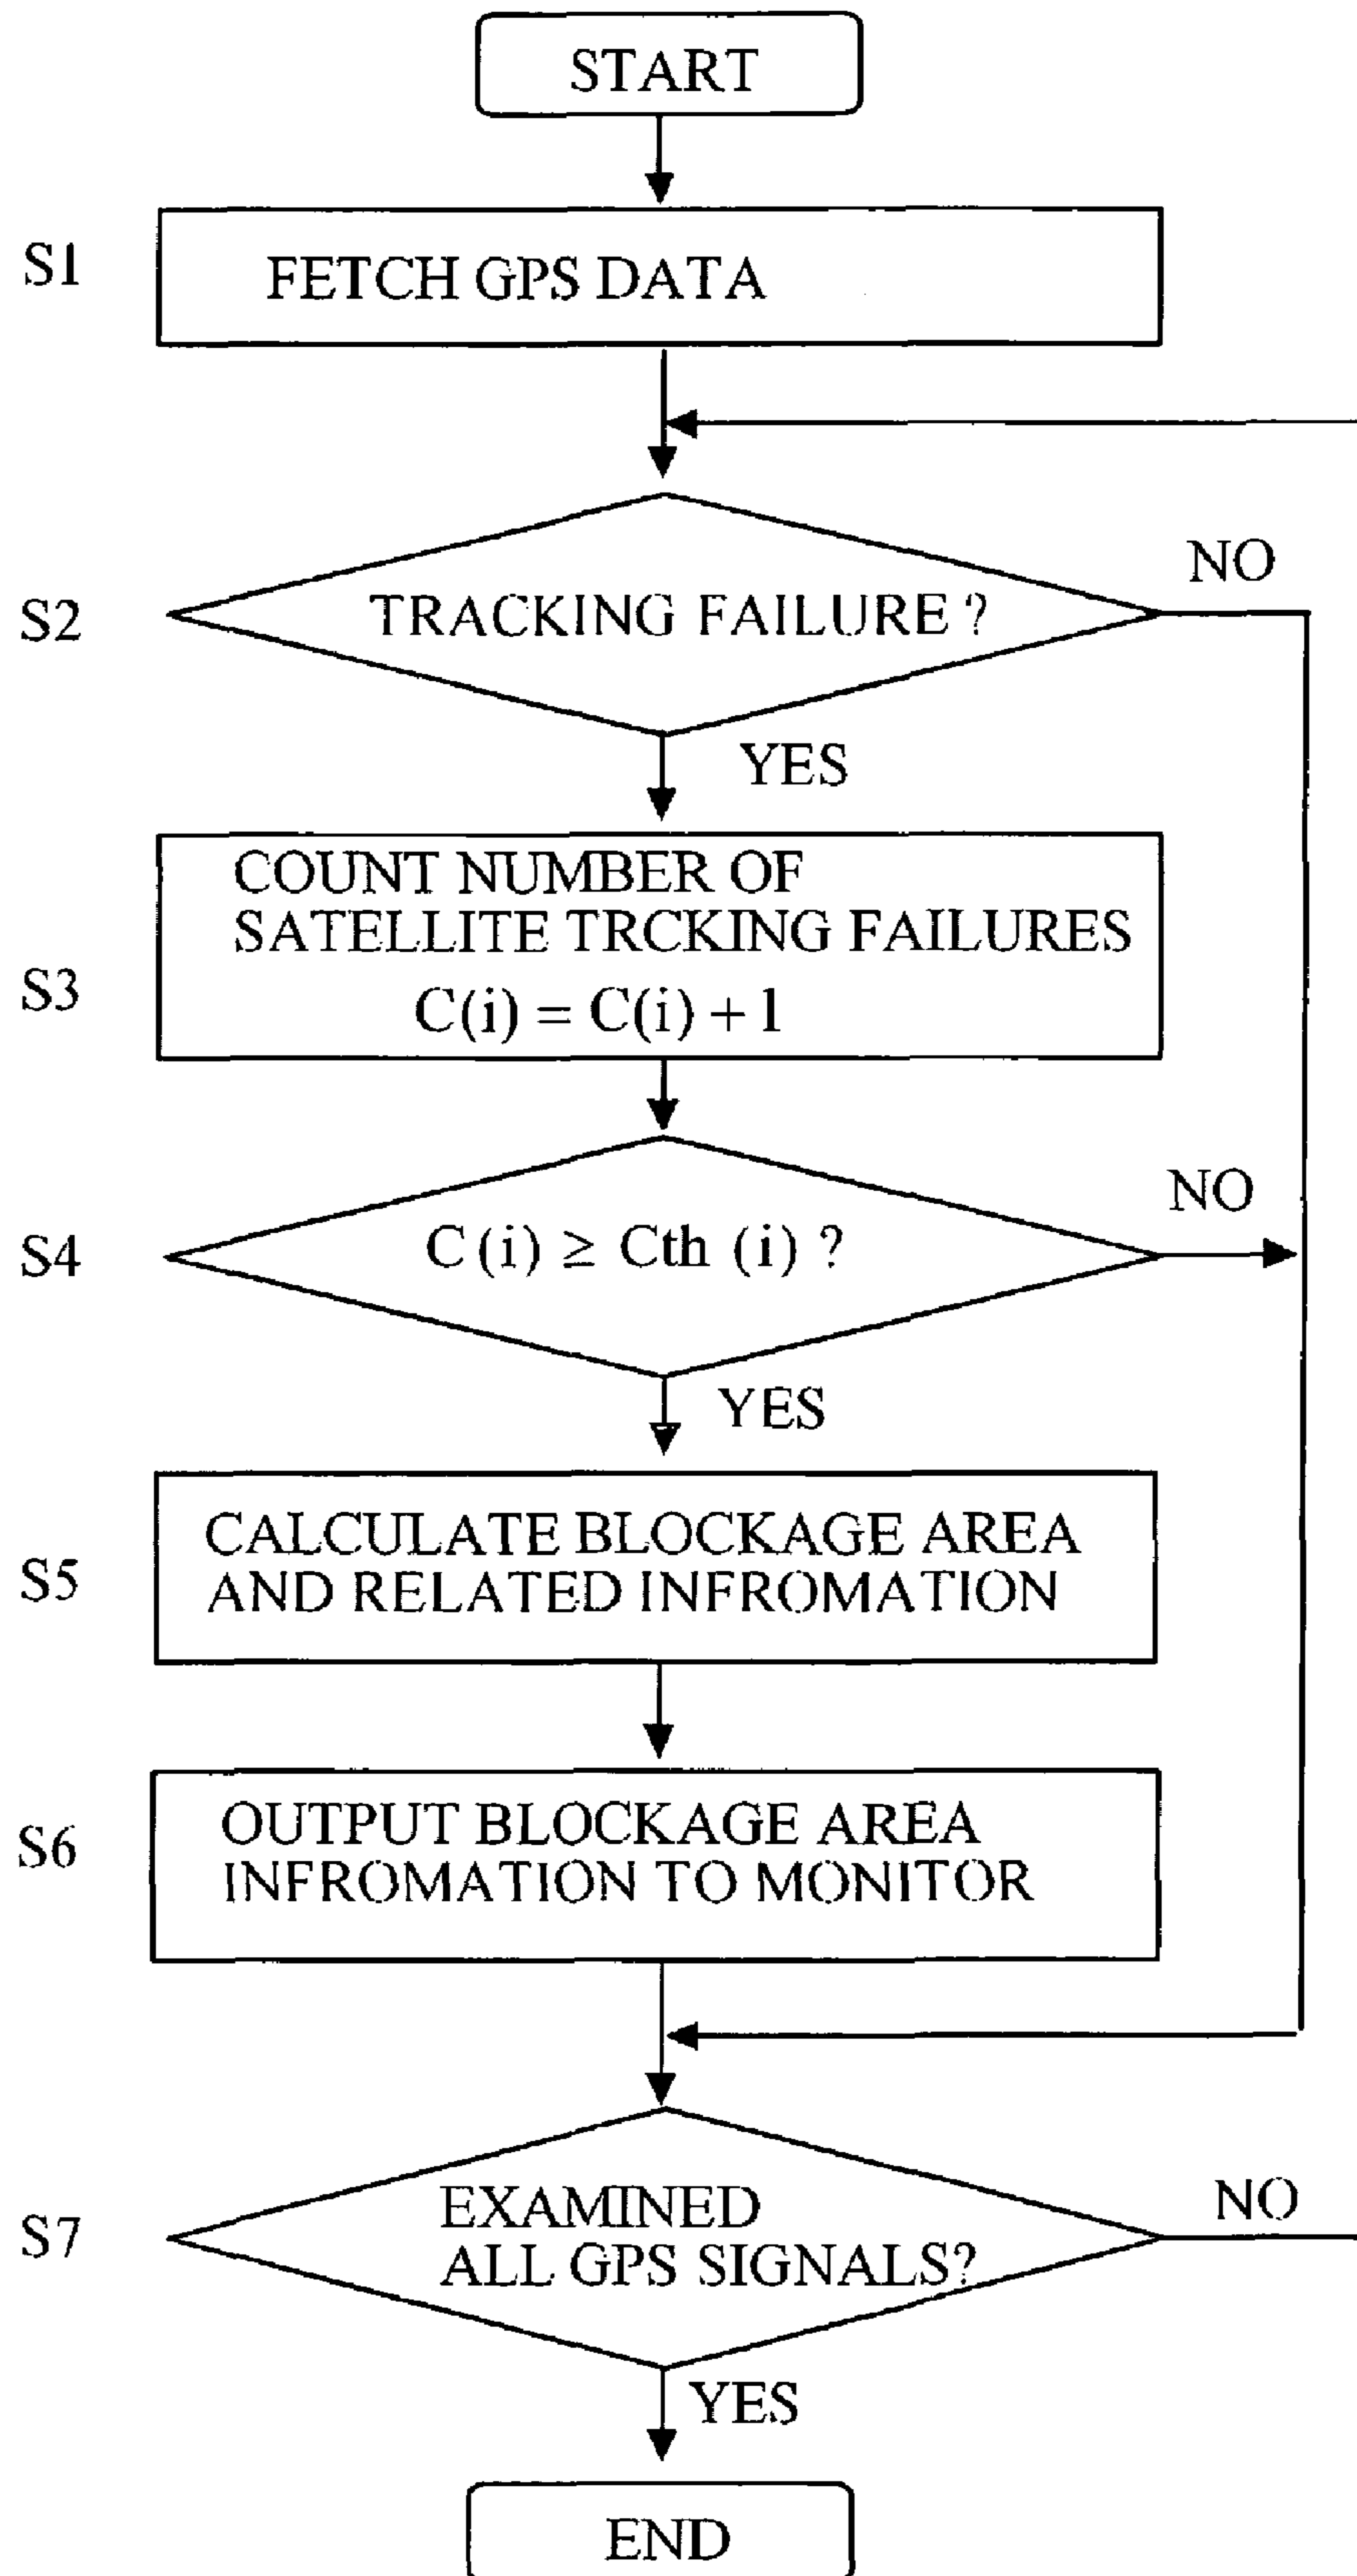 START
S1
FETCH GPS DATA
S2
TRACKING FAILURE ?
NO
YES
S3
COUNT NUMBER OF
SATELLITE TRCKING FAILURES
C(i) = C(i) + 1
S4
C (i) ≥ Cth (i) ?
NO
YES
S5
CALCULATE BLOCKAGE AREA
AND RELATED INFROMATION
S6
OUTPUT BLOCKAGE AREA
INFROMATION TO MONITOR
S7
EXAMINED
ALL GPS SIGNALS?
NO
YES
END